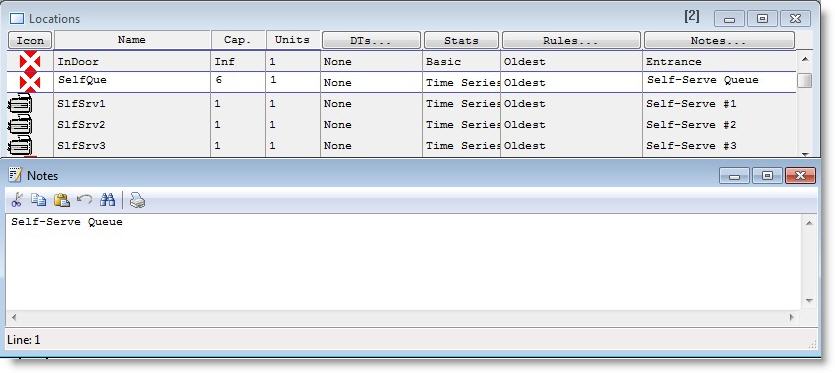 Locations [2]
Icon Name Cap. Units DTs... Stats Rules... Notes...
InDoor Inf 1 None Basic Oldest Entrance
SelfQue 6 1 None Time Series Oldest Self-Serve Queue
SlfSrv1 1 1 None Time Series Oldest Self-Serve #1
SlfSrv2 1 1 None Time Series Oldest Self-Serve #2
SlfSrv3 1 1 None Time Series Oldest Self-Serve #3
Notes
Self-Serve Queue
Line: 1